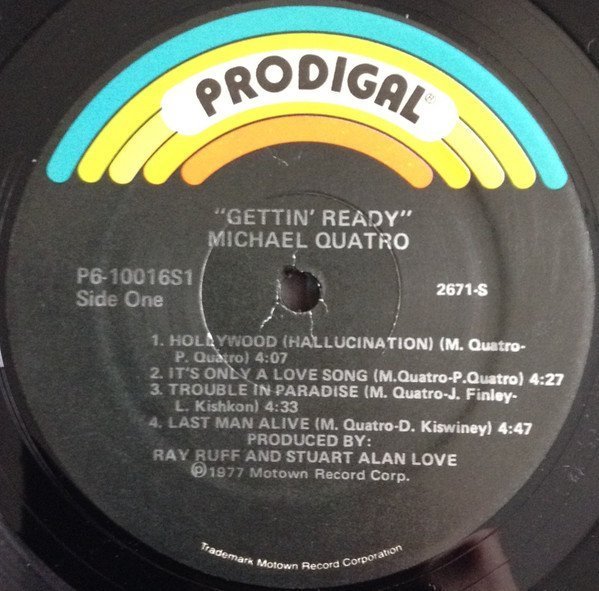 PRODIGAL®
"GETTIN' READY"
MICHAEL QUATRO
P6-10016S1
Side One
2671-S
1. HOLLYWOOD (HALLUCINATION) (M. Quatro-
P. Quatro) 4:07
2. IT'S ONLY A LOVE SONG (M.Quatro-P.Quatro) 4:27
3. TROUBLE IN PARADISE (M. Quatro-J. Finley-
L. Kishkon) 4:33
4. LAST MAN ALIVE (M. Quatro-D. Kiswiney) 4:47
PRODUCED BY:
RAY RUFF AND STUART ALAN LOVE
℗1977 Motown Record Corp.
Trademark Motown Record Corporation